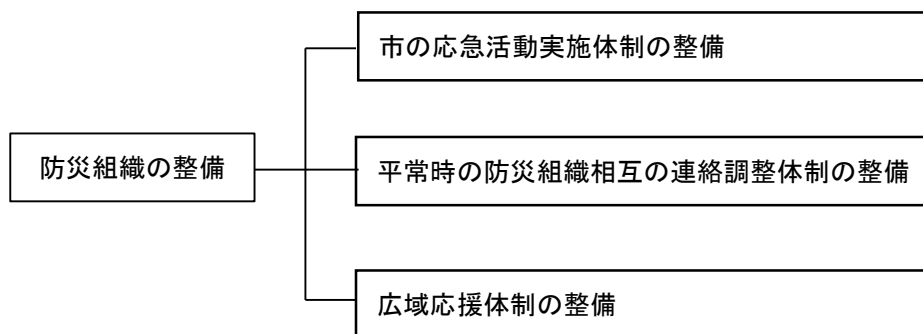 市の応急活動実施体制の整備
防災組織の整備
平常時の防災組織相互の連絡調整体制の整備
広域応援体制の整備